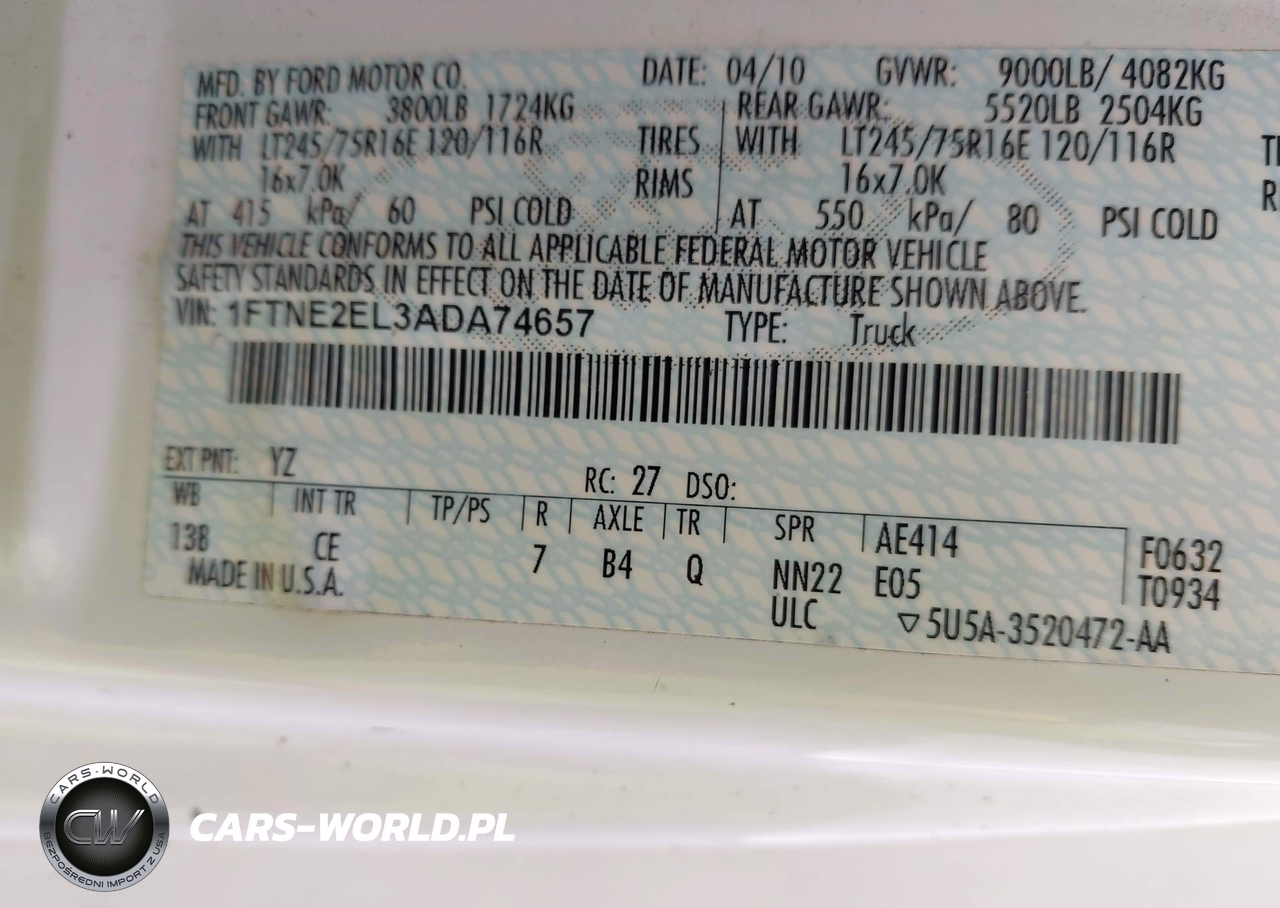 MFD. BY FORD MOTOR CO. DATE: 04/10 GVWR: 9000LB/ 4082KG
FRONT GAWR: 3800LB 1724KG REAR GAWR: 5520LB 2504KG
WITH LT245/75R16E 120/116R TIRES WITH LT245/75R16E 120/116R
16x7.0K RIMS 16x7.0K
AT 415 kPa/ 60 PSI COLD AT 550 kPa/ 80 PSI COLD
THIS VEHICLE CONFORMS TO ALL APPLICABLE FEDERAL MOTOR VEHICLE
SAFETY STANDARDS IN EFFECT ON THE DATE OF MANUFACTURE SHOWN ABOVE.
VIN: 1FTNE2EL3ADA74657 TYPE: Truck
EXT PNT: YZ RC: 27 DSO:
WB INT TR TP/PS R AXLE TR SPR AE414 F0632
138 CE 7 B4 Q NN22 E05 T0934
MADE IN U.S.A. ULC ▽5U5A-3520472-AA
CARS-WORLD
CW
BEZPOŚREDNI IMPORT Z USA
CARS-WORLD.PL